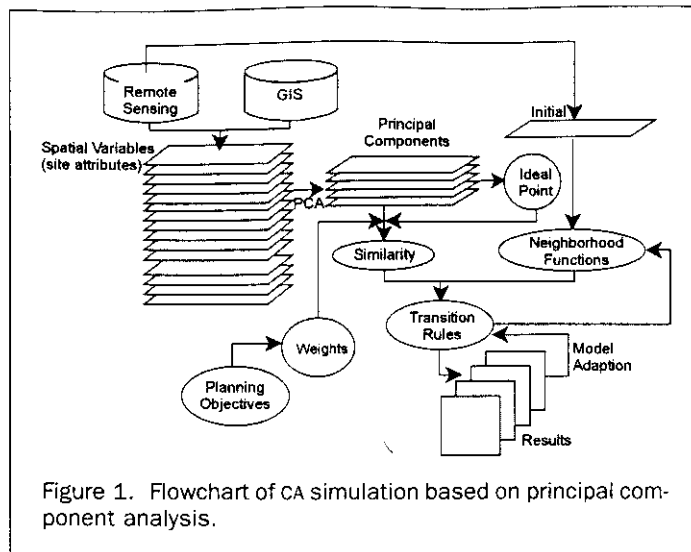 Remote
Sensing
GIS
Initial
Spatial Variables
(site attributes)
Principal
Components
Ideal
Point
PCA
Similarity
Neighborhood
Functions
Transition
Rules
Weights
Model
Adaption
Planning
Objectives
Results
Figure 1. Flowchart of CA simulation based on principal com-
ponent analysis.